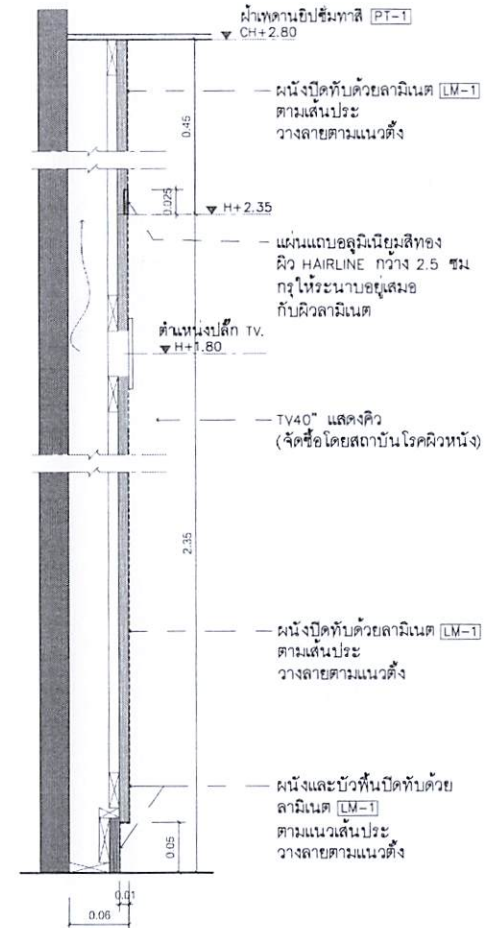 ฝ้าเพดานยิปซั่มทาสี PT-1
CH+2.80
ผนังปิดทับด้วยลามิเนต LM-1
ตามเส้นประ
วางลายตามแนวตั้ง
0.45
0.025
H+2.35
แผ่นแถบอลูมิเนียมสีทอง
ผิว HAIRLINE กว้าง 2.5 ซม
กรุให้ระนาบอยู่เสมอ
กับผิวลามิเนต
ตำแหน่งปลั๊ก TV.
H+1.80
TV40" แสดงคิว
(จัดซื้อโดยสถาบันโรคผิวหนัง)
2.35
ผนังปิดทับด้วยลามิเนต LM-1
ตามเส้นประ
วางลายตามแนวตั้ง
ผนังและบัวพื้นปิดทับด้วย
ลามิเนต LM-1
ตามแนวเส้นประ
วางลายตามแนวตั้ง
0.05
0.01
0.06